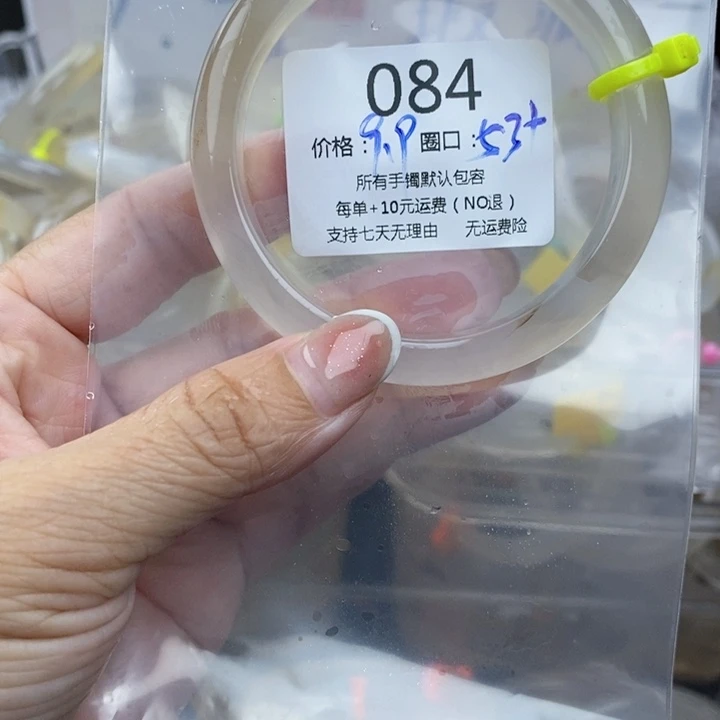 084
价格：9.9 圈口：53+
所有手镯默认包容
每单+10元运费（NO退）
支持七天无理由 无运费险